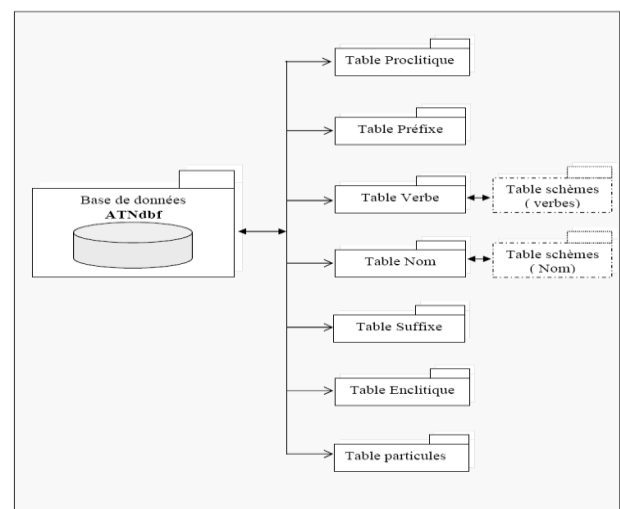 Table Proclitique
Table Préfixe
Base de données
ATNdbf
Table Verbe
Table schèmes
( verbes)
Table Nom
Table schèmes
( Nom)
Table Suffixe
Table Enclitique
Table particules